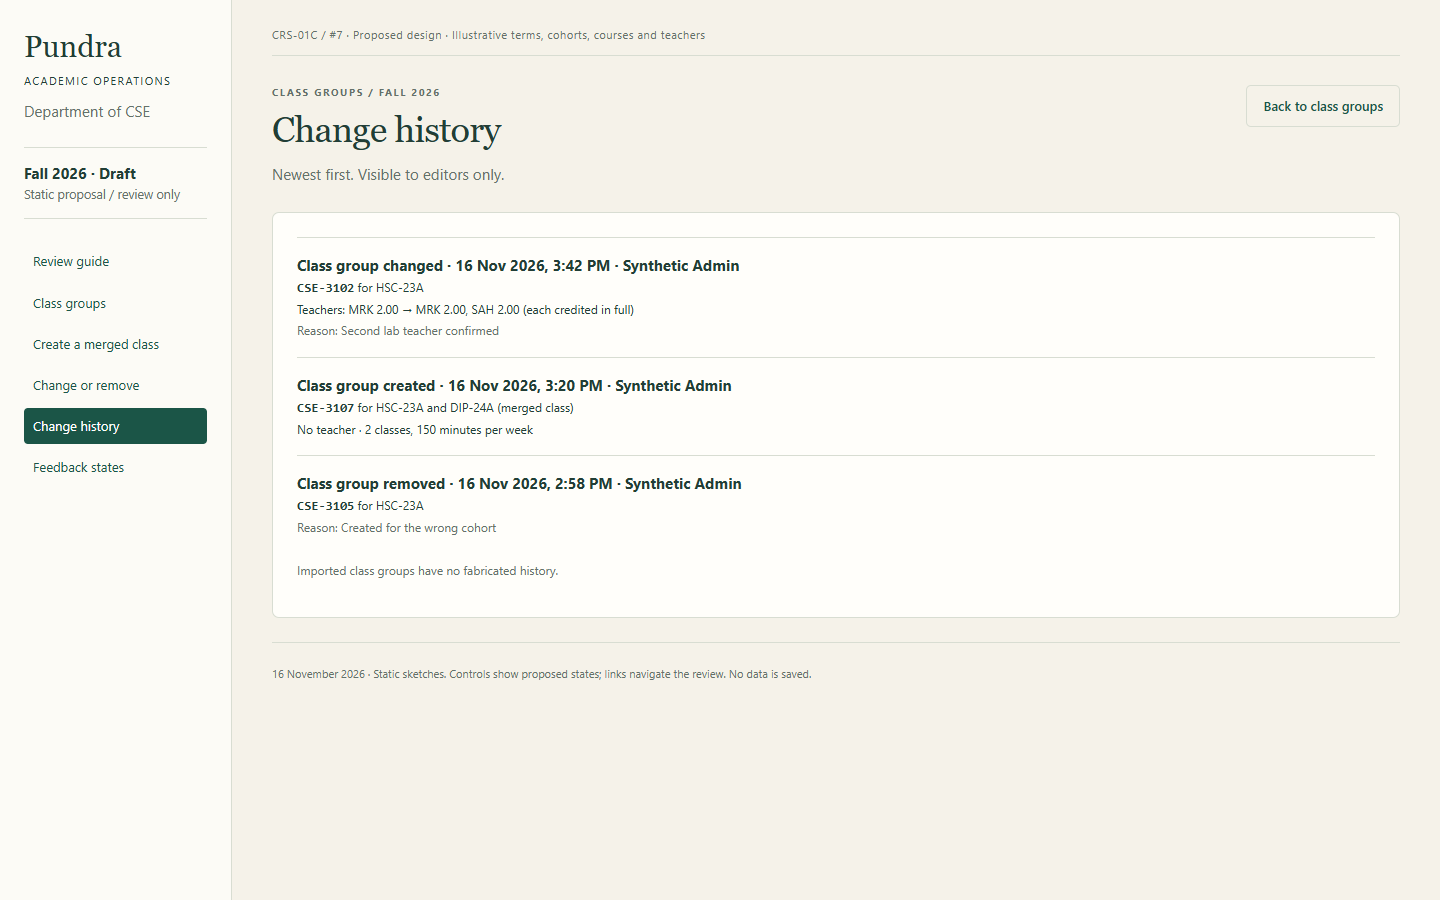 Pundra
ACADEMIC OPERATIONS
Department of CSE
Fall 2026 · Draft
Static proposal / review only
Review guide
Class groups
Create a merged class
Change or remove
Change history
Feedback states
CRS-01C / #7 · Proposed design · Illustrative terms, cohorts, courses and teachers
CLASS GROUPS / FALL 2026
Change history
Newest first. Visible to editors only.
Back to class groups
Class group changed · 16 Nov 2026, 3:42 PM · Synthetic Admin
CSE-3102 for HSC-23A
Teachers: MRK 2.00 → MRK 2.00, SAH 2.00 (each credited in full)
Reason: Second lab teacher confirmed
Class group created · 16 Nov 2026, 3:20 PM · Synthetic Admin
CSE-3107 for HSC-23A and DIP-24A (merged class)
No teacher · 2 classes, 150 minutes per week
Class group removed · 16 Nov 2026, 2:58 PM · Synthetic Admin
CSE-3105 for HSC-23A
Reason: Created for the wrong cohort
Imported class groups have no fabricated history.
16 November 2026 · Static sketches. Controls show proposed states; links navigate the review. No data is saved.